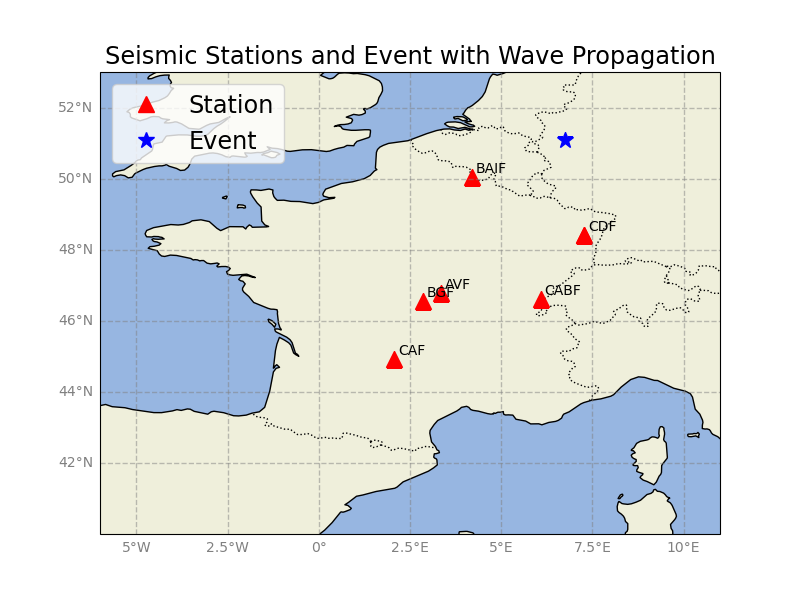 Seismic Stations and Event with Wave Propagation
Station
Event
52°N
50°N
48°N
46°N
44°N
42°N
BAIF
CDF
AVF
BGF
CABF
CAF
5°W
2.5°W
0°
2.5°E
5°E
7.5°E
10°E